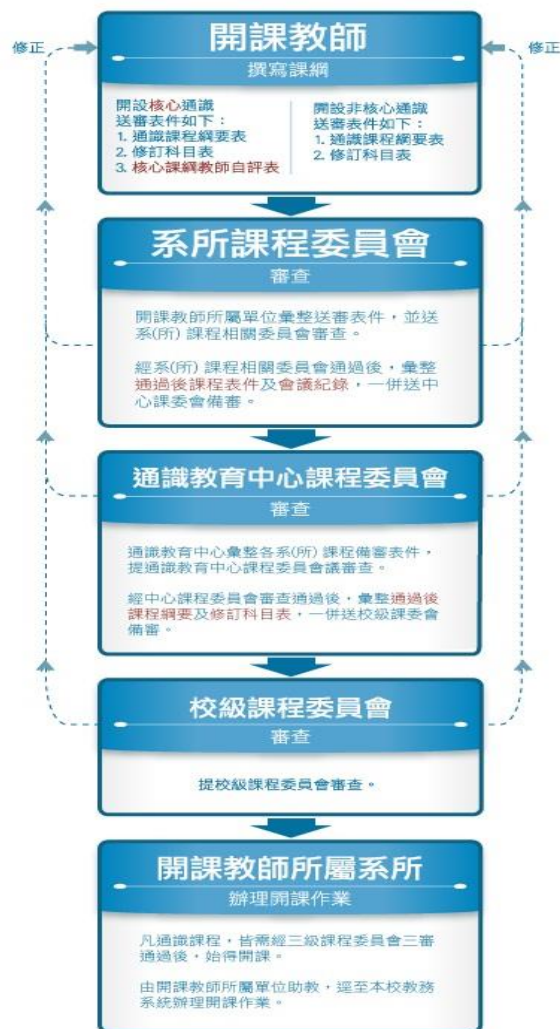 修正
開課教師
修正
撰寫課綱
開設核心通識
送審表件如下：
1. 通識課程綱要表
2. 修訂科目表
3. 核心課綱教師自評表
開設非核心通識
送審表件如下：
1. 通識課程綱要表
2. 修訂科目表
系所課程委員會
審查
開課教師所屬單位彙整送審表件，並送
系(所) 課程相關委員會審查。
經系(所) 課程相關委員會通過後，彙整
通過後課程表件及會議紀錄，一併送中
心課委會備審。
通識教育中心課程委員會
審查
通識教育中心彙整各系(所) 課程備審表件，
提通識教育中心課程委員會議審查。
經中心課程委員會審查通過後，彙整通過後
課程綱要及修訂科目表，一併送校級課委會
備審。
校級課程委員會
審查
提校級課程委員會審查。
開課教師所屬系所
辦理開課作業
凡通識課程，皆需經三級課程委員會三審
通過後，始得開課。
由開課教師所屬單位助教，逕至本校教務
系統辦理開課作業。